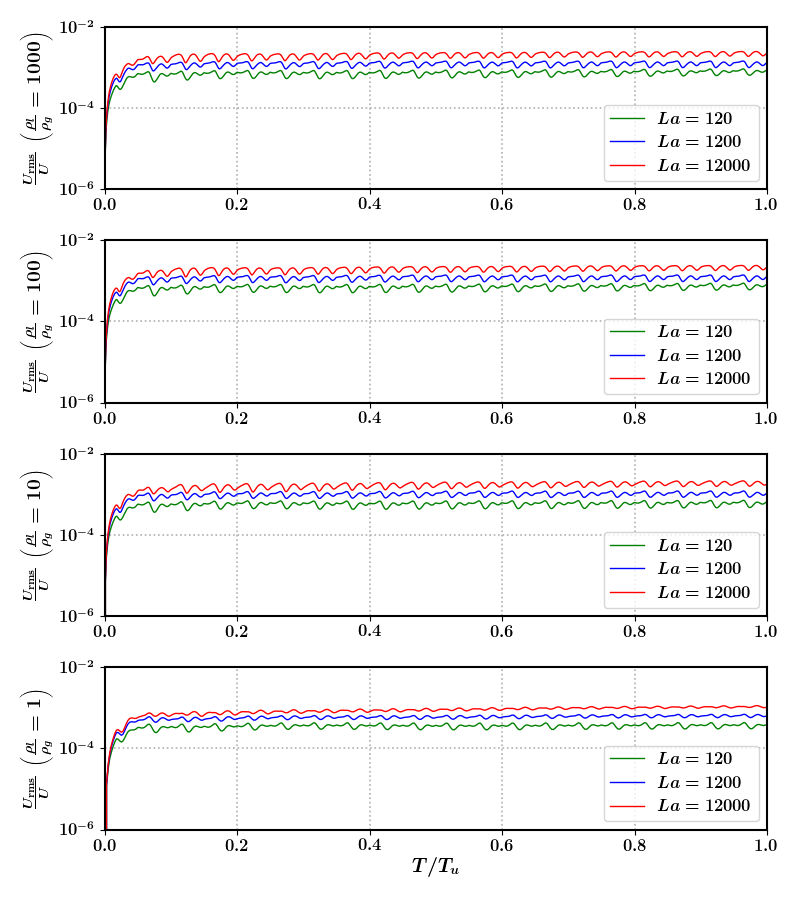 10⁻²
10⁻⁴
10⁻⁶
U_rms/U (ρ_l/ρ_g = 1000)
La = 120
La = 1200
La = 12000
0.0 0.2 0.4 0.6 0.8 1.0
10⁻²
10⁻⁴
10⁻⁶
U_rms/U (ρ_l/ρ_g = 100)
La = 120
La = 1200
La = 12000
0.0 0.2 0.4 0.6 0.8 1.0
10⁻²
10⁻⁴
10⁻⁶
U_rms/U (ρ_l/ρ_g = 10)
La = 120
La = 1200
La = 12000
0.0 0.2 0.4 0.6 0.8 1.0
10⁻²
10⁻⁴
10⁻⁶
U_rms/U (ρ_l/ρ_g = 1)
La = 120
La = 1200
La = 12000
0.0 0.2 0.4 0.6 0.8 1.0
T/T_u